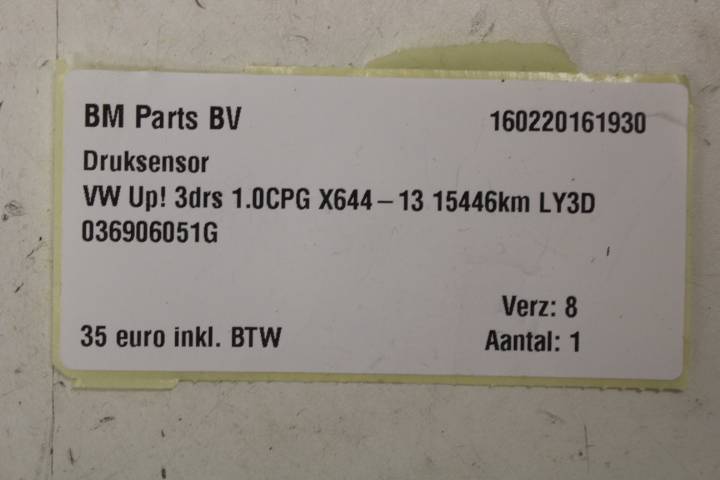 BM Parts BV 160220161930
Druksensor
VW Up! 3drs 1.0CPG X644-13 15446km LY3D
036906051G
Verz: 8
35 euro inkl. BTW Aantal: 1